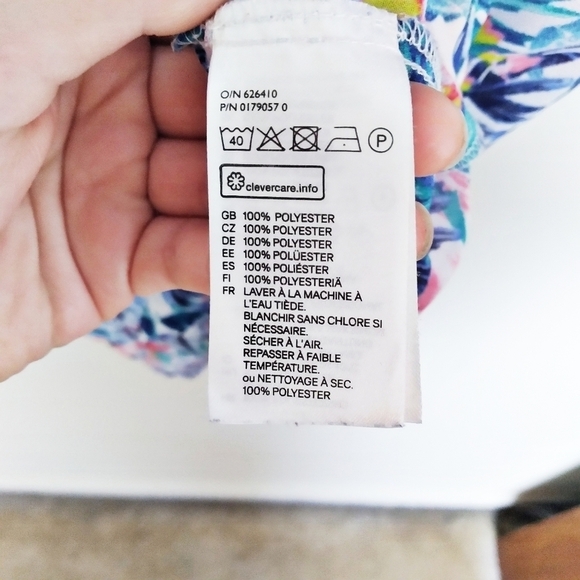 O/N 626410
P/N 0179057 0
40 P
clevercare.info
GB 100% POLYESTER
CZ 100% POLYESTER
DE 100% POLYESTER
EE 100% POLÜESTER
ES 100% POLIÉSTER
FI 100% POLYESTERIÄ
FR LAVER À LA MACHINE À
L'EAU TIÈDE.
BLANCHIR SANS CHLORE SI
NÉCESSAIRE.
SÉCHER À L'AIR.
REPASSER À FAIBLE
TEMPÉRATURE.
ou NETTOYAGE À SEC.
100% POLYESTER